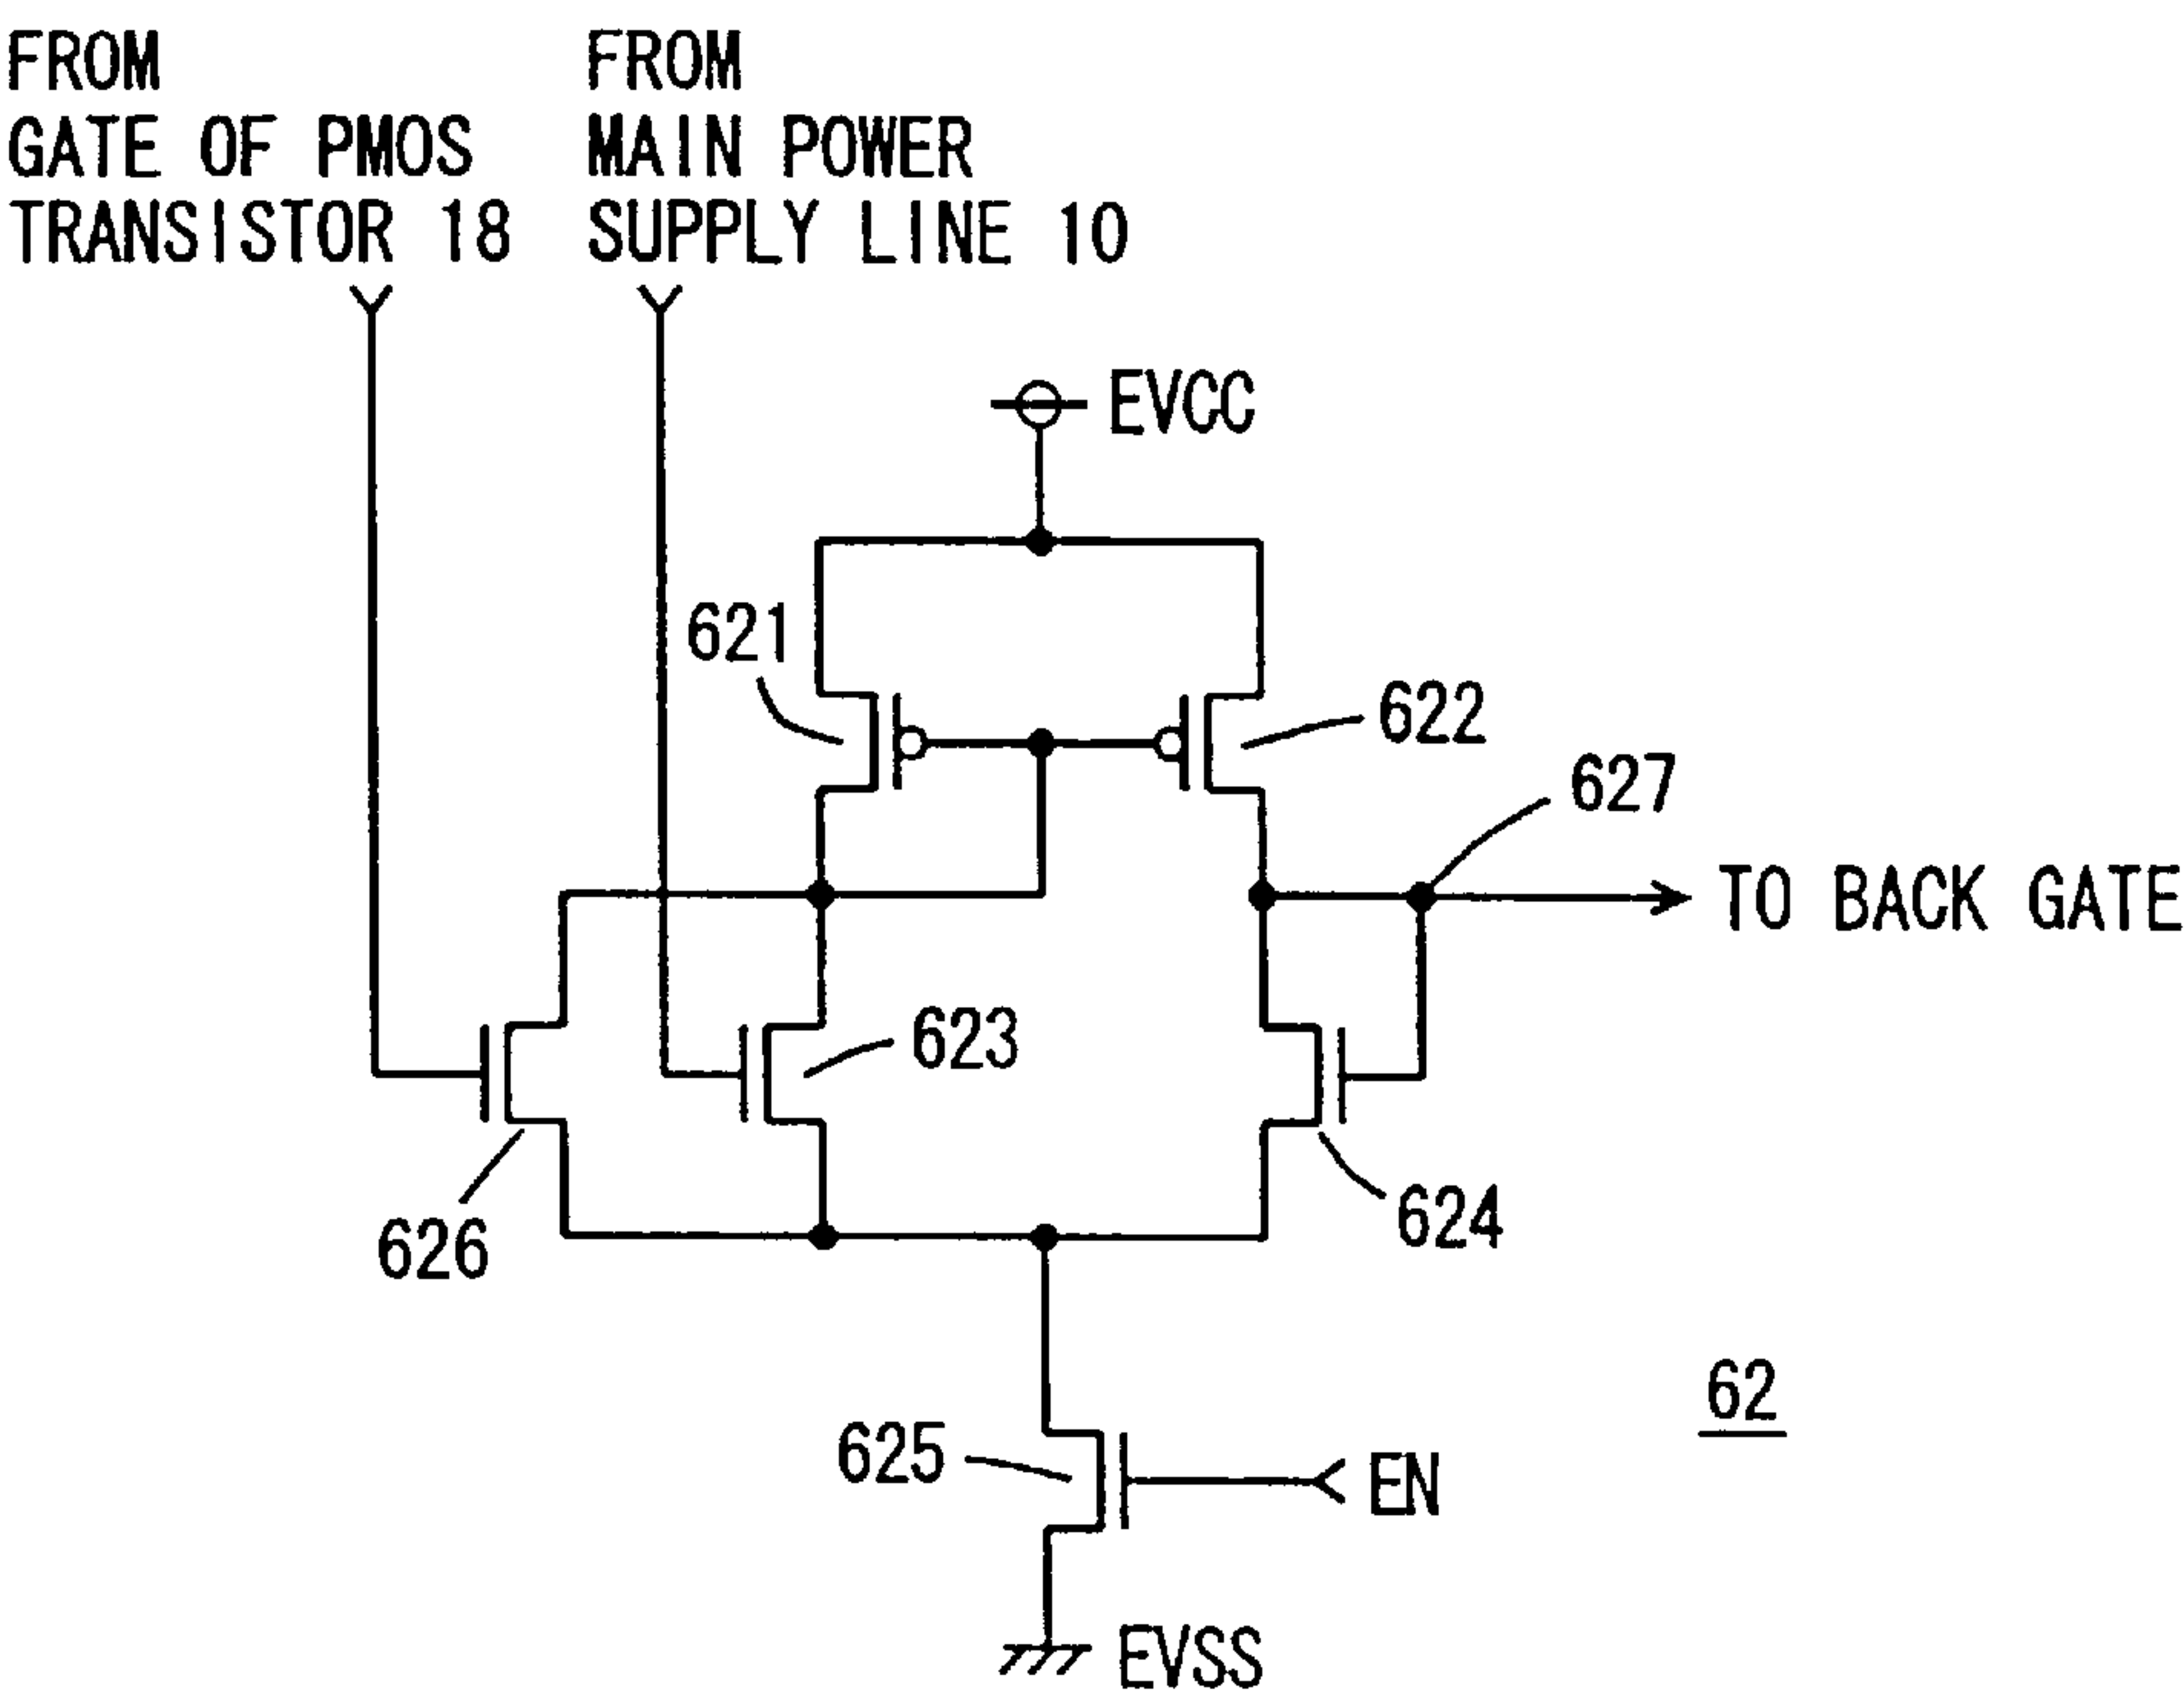 FROM
GATE OF PMOS
TRANSISTOR 18
FROM
MAIN POWER
SUPPLY LINE 10
EVCC
621
622
627
TO BACK GATE
623
626
624
62
625
EN
EVSS